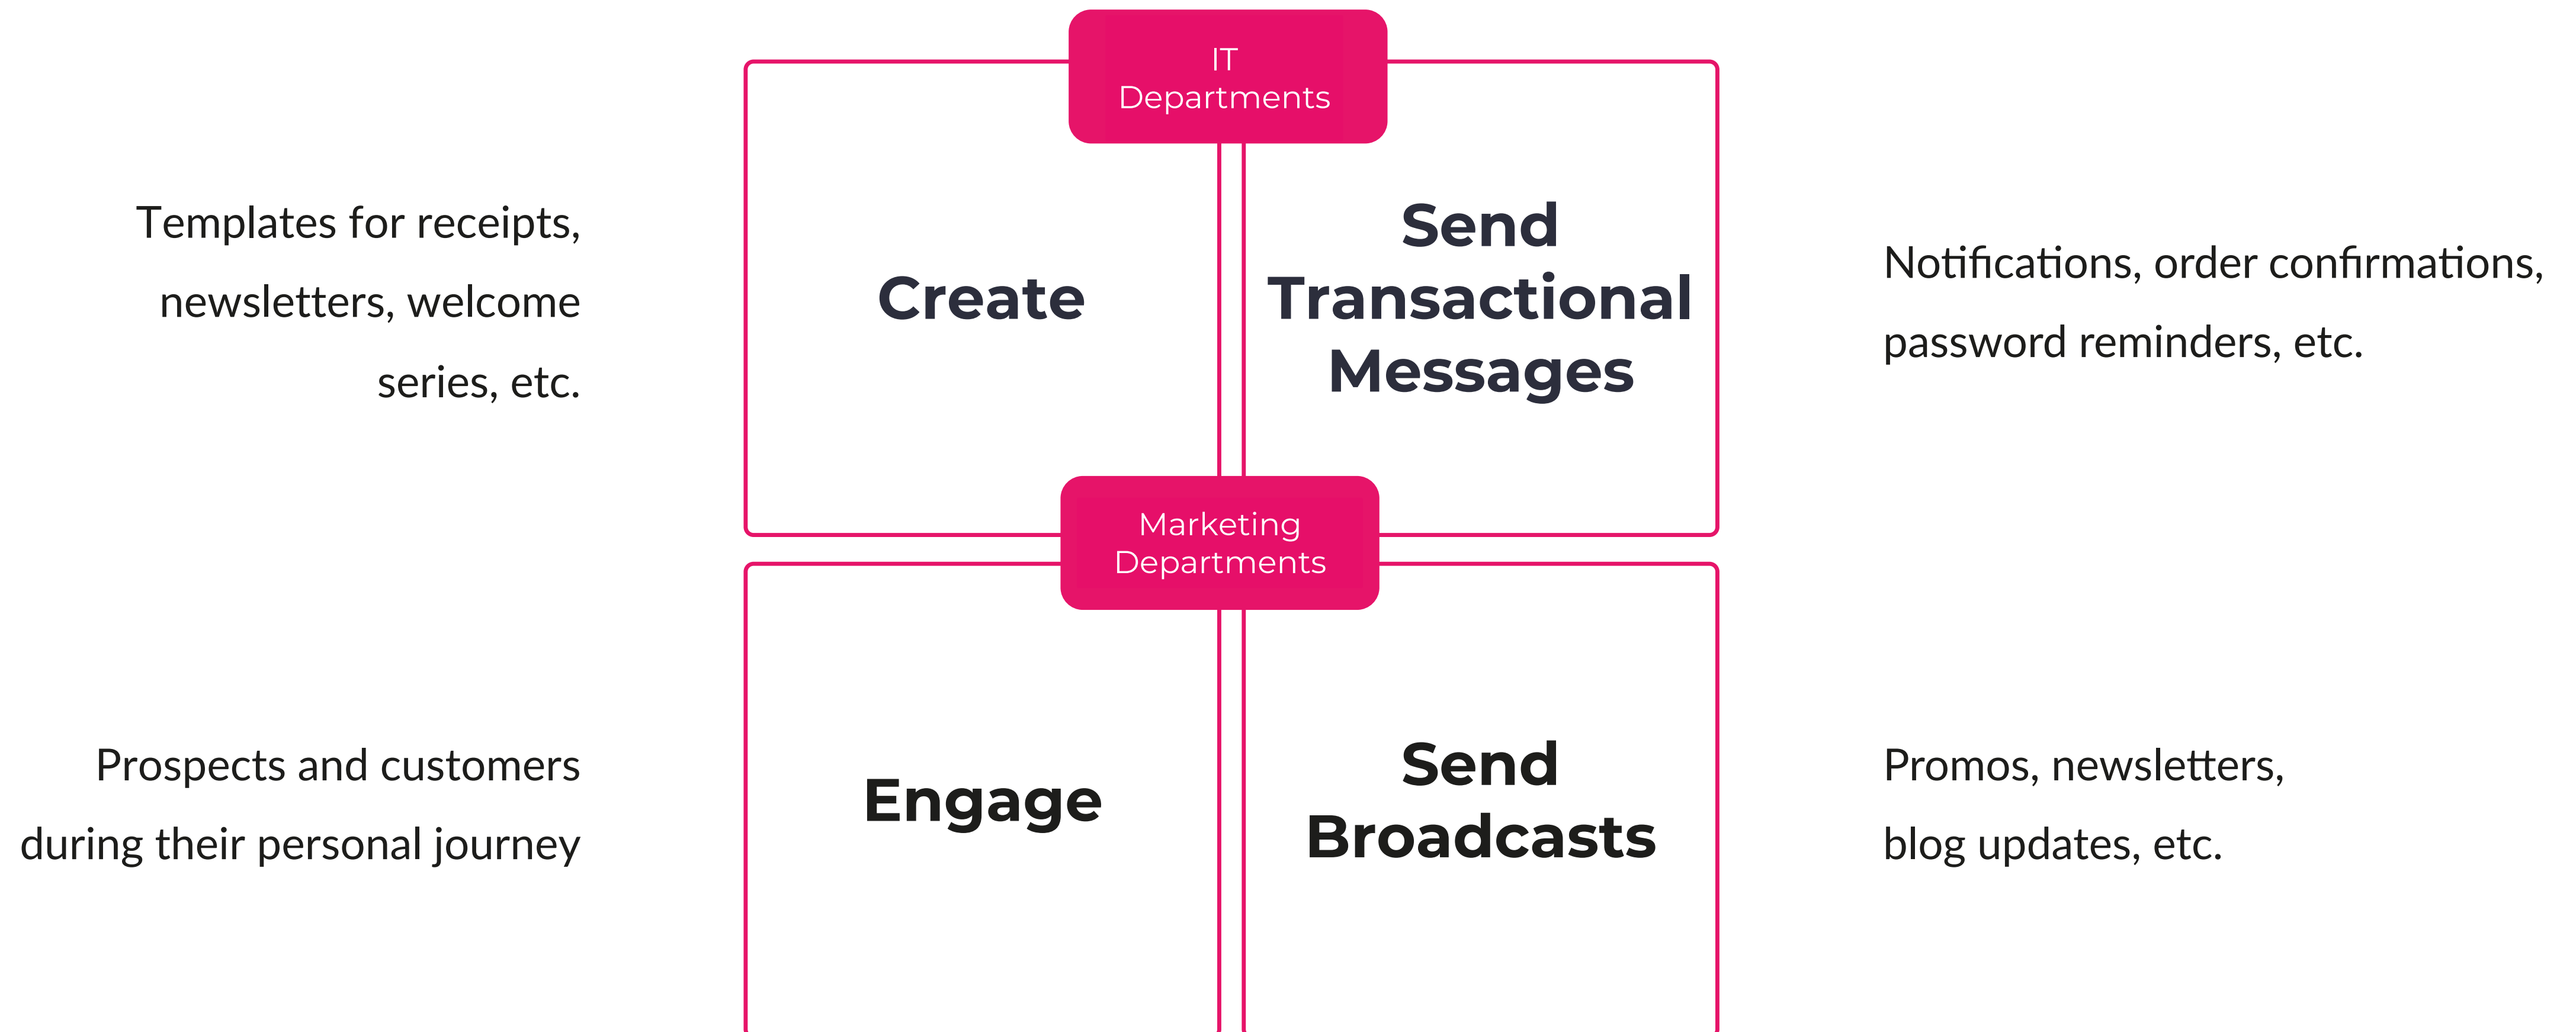 IT
Departments
Templates for receipts,
newsletters, welcome
series, etc.
Create
Send
Transactional
Messages
Notifications, order confirmations,
password reminders, etc.
Marketing
Departments
Prospects and customers
during their personal journey
Engage
Send
Broadcasts
Promos, newsletters,
blog updates, etc.